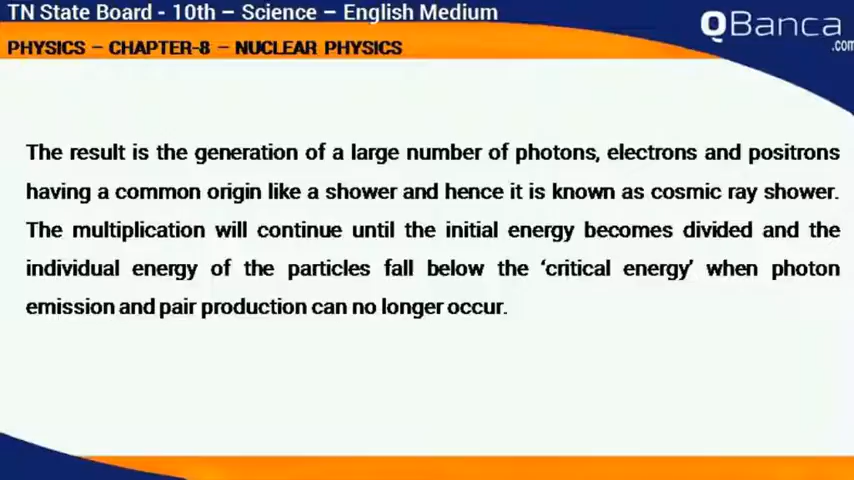 TN State Board - 10th – Science – English Medium
QBanca
.com
PHYSICS – CHAPTER-8 – NUCLEAR PHYSICS
The result is the generation of a large number of photons, electrons and positrons
having a common origin like a shower and hence it is known as cosmic ray shower.
The multiplication will continue until the initial energy becomes divided and the
individual energy of the particles fall below the ‘critical energy’ when photon
emission and pair production can no longer occur.